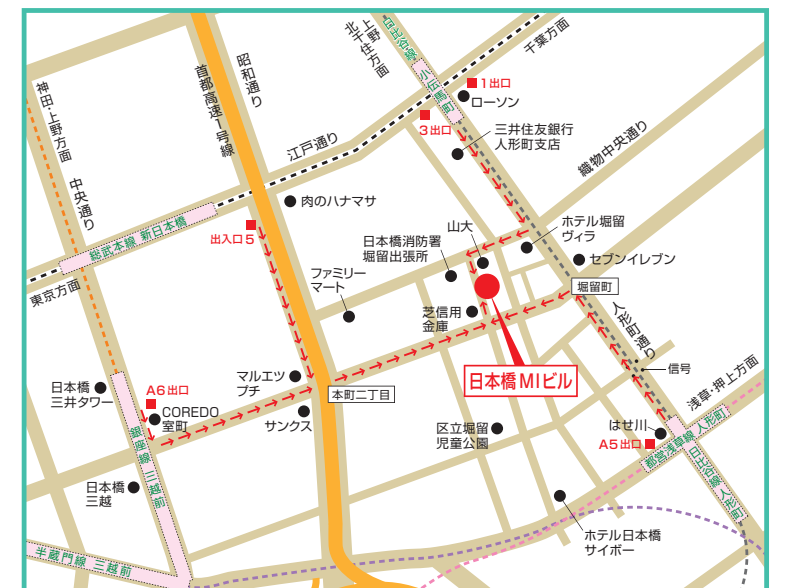 神田・上野方面
中央通り
首都高速1号線
昭和通り
江戸通り
上野
北千住方面
日比谷線
小伝馬町
千葉方面
1出口
ローソン
3出口
三井住友銀行
人形町支店
織物中央通り
肉のハナマサ
出入口5
総武本線 新日本橋
東京方面
日本橋消防署
堀留出張所
山大
ホテル堀留
ヴィラ
セブンイレブン
堀留町
ファミリー
マート
芝信用
金庫
人形町通り
信号
浅草・押上方面
日本橋MIビル
マルエツ
プチ
本町二丁目
サンクス
日本橋
三井タワー
A6出口
COREDO
室町
銀座線 三越前
日本橋
三越
半蔵門線 三越前
区立堀留
児童公園
はせ川
A5出口
都営浅草線 人形町
日比谷線 人形町
ホテル日本橋
サイボー